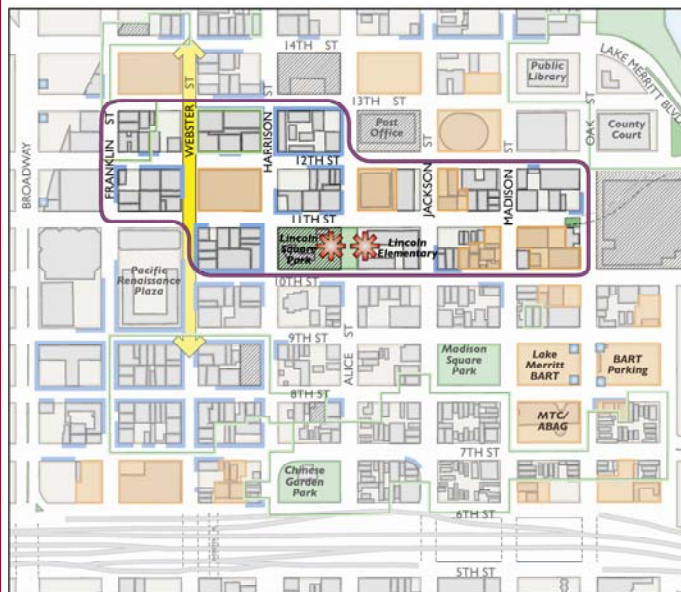 14TH ST
ST
ST
LAKE MERRITT BLVD
Public
Library
13TH ST
ST
WEBSTER
HARRISON
Post
Office
ST
ST
OAK ST
County
Court
BROADWAY
FRANKLIN
12TH ST
JACKSON
MADISON
11TH ST
Lincoln
Square
Park
Lincoln
Elementary
Pacific
Renaissance
Plaza
10TH ST
9TH ST
ALICE ST
Madison
Square
Park
Lake
Merritt
BART
BART
Parking
8TH ST
MTC/
ABAG
7TH ST
Chinese
Garden
Park
6TH ST
5TH ST